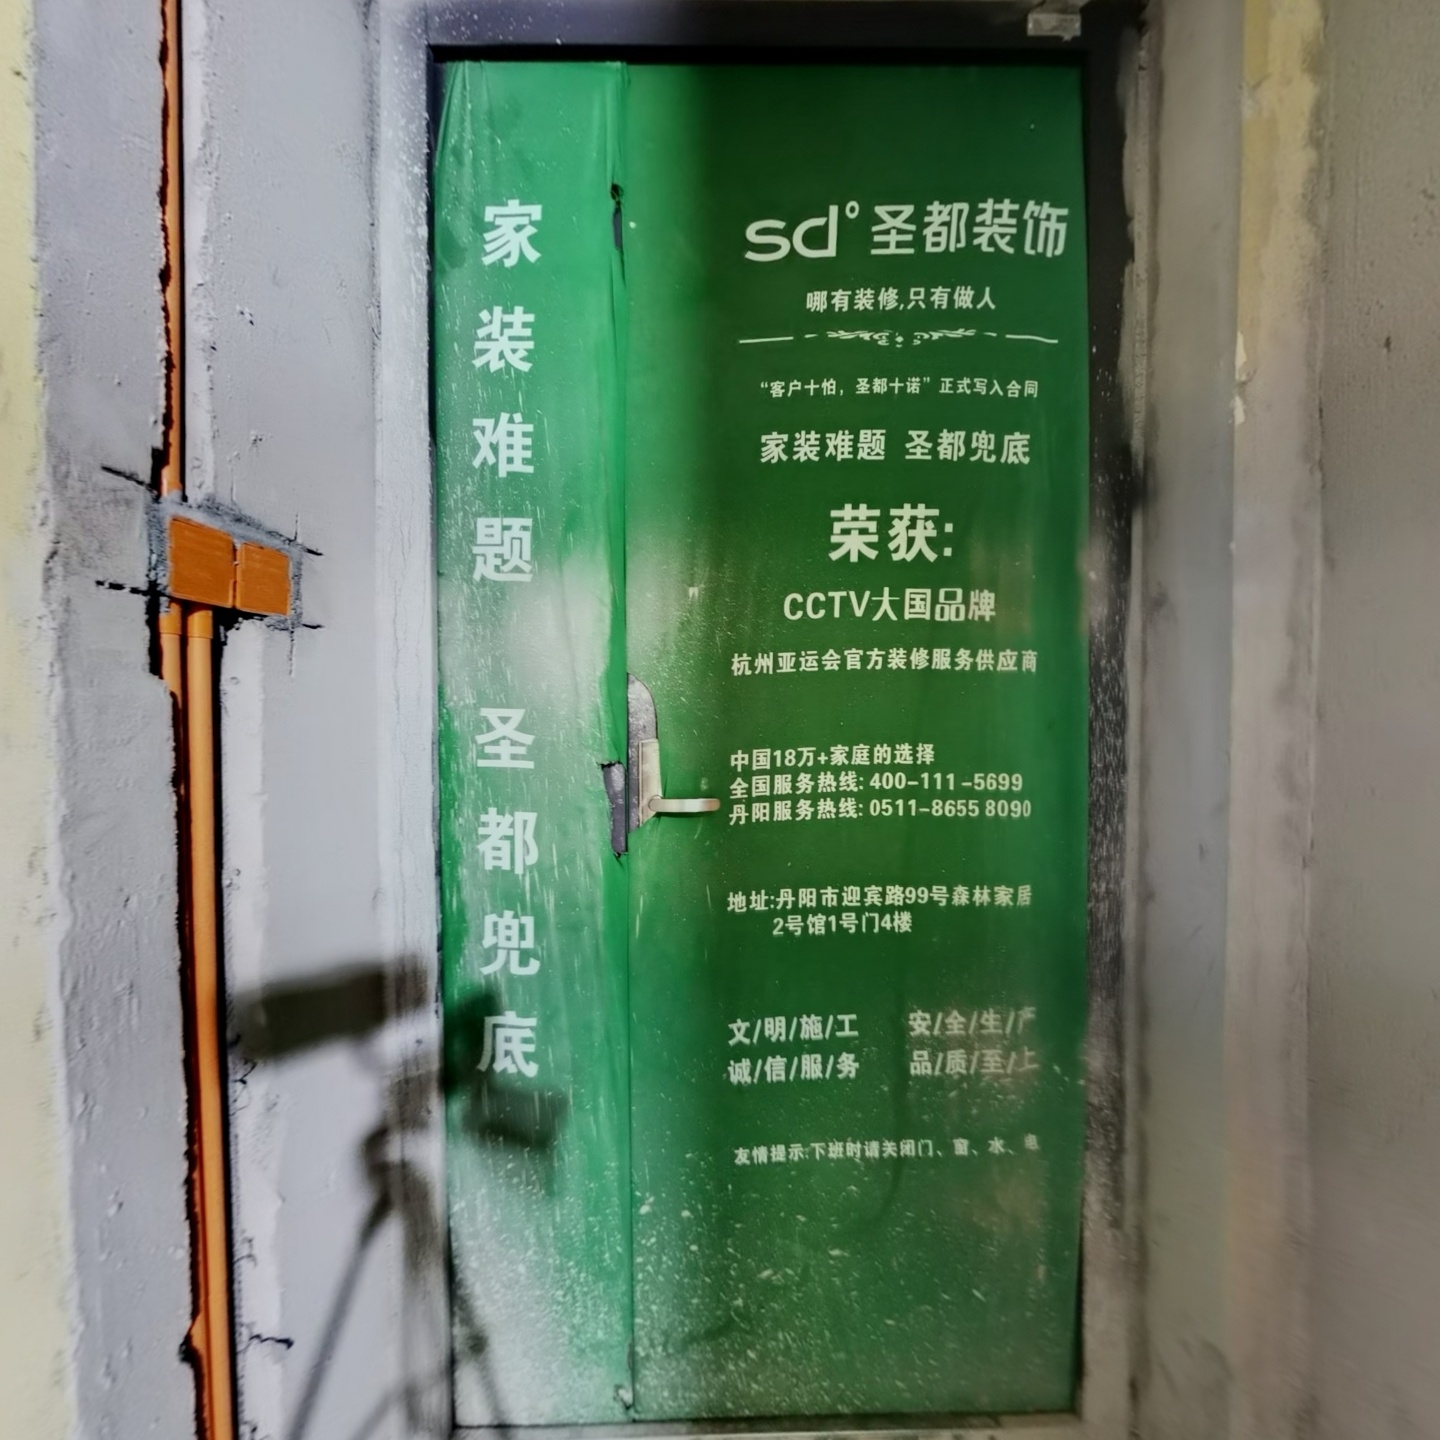 家装难题 圣都兜底
sd° 圣都装饰
哪有装修,只有做人
“客户十怕，圣都十诺”正式写入合同
家装难题 圣都兜底
荣获:
CCTV大国品牌
杭州亚运会官方装修服务供应商
中国18万+家庭的选择
全国服务热线: 400-111-5699
丹阳服务热线: 0511-8655 8090
地址:丹阳市迎宾路99号森林家居
2号馆1号门4楼
文/明/施/工 安/全/生/产
诚/信/服/务 品/质/至/上
友情提示:下班时请关闭门、窗、水、电